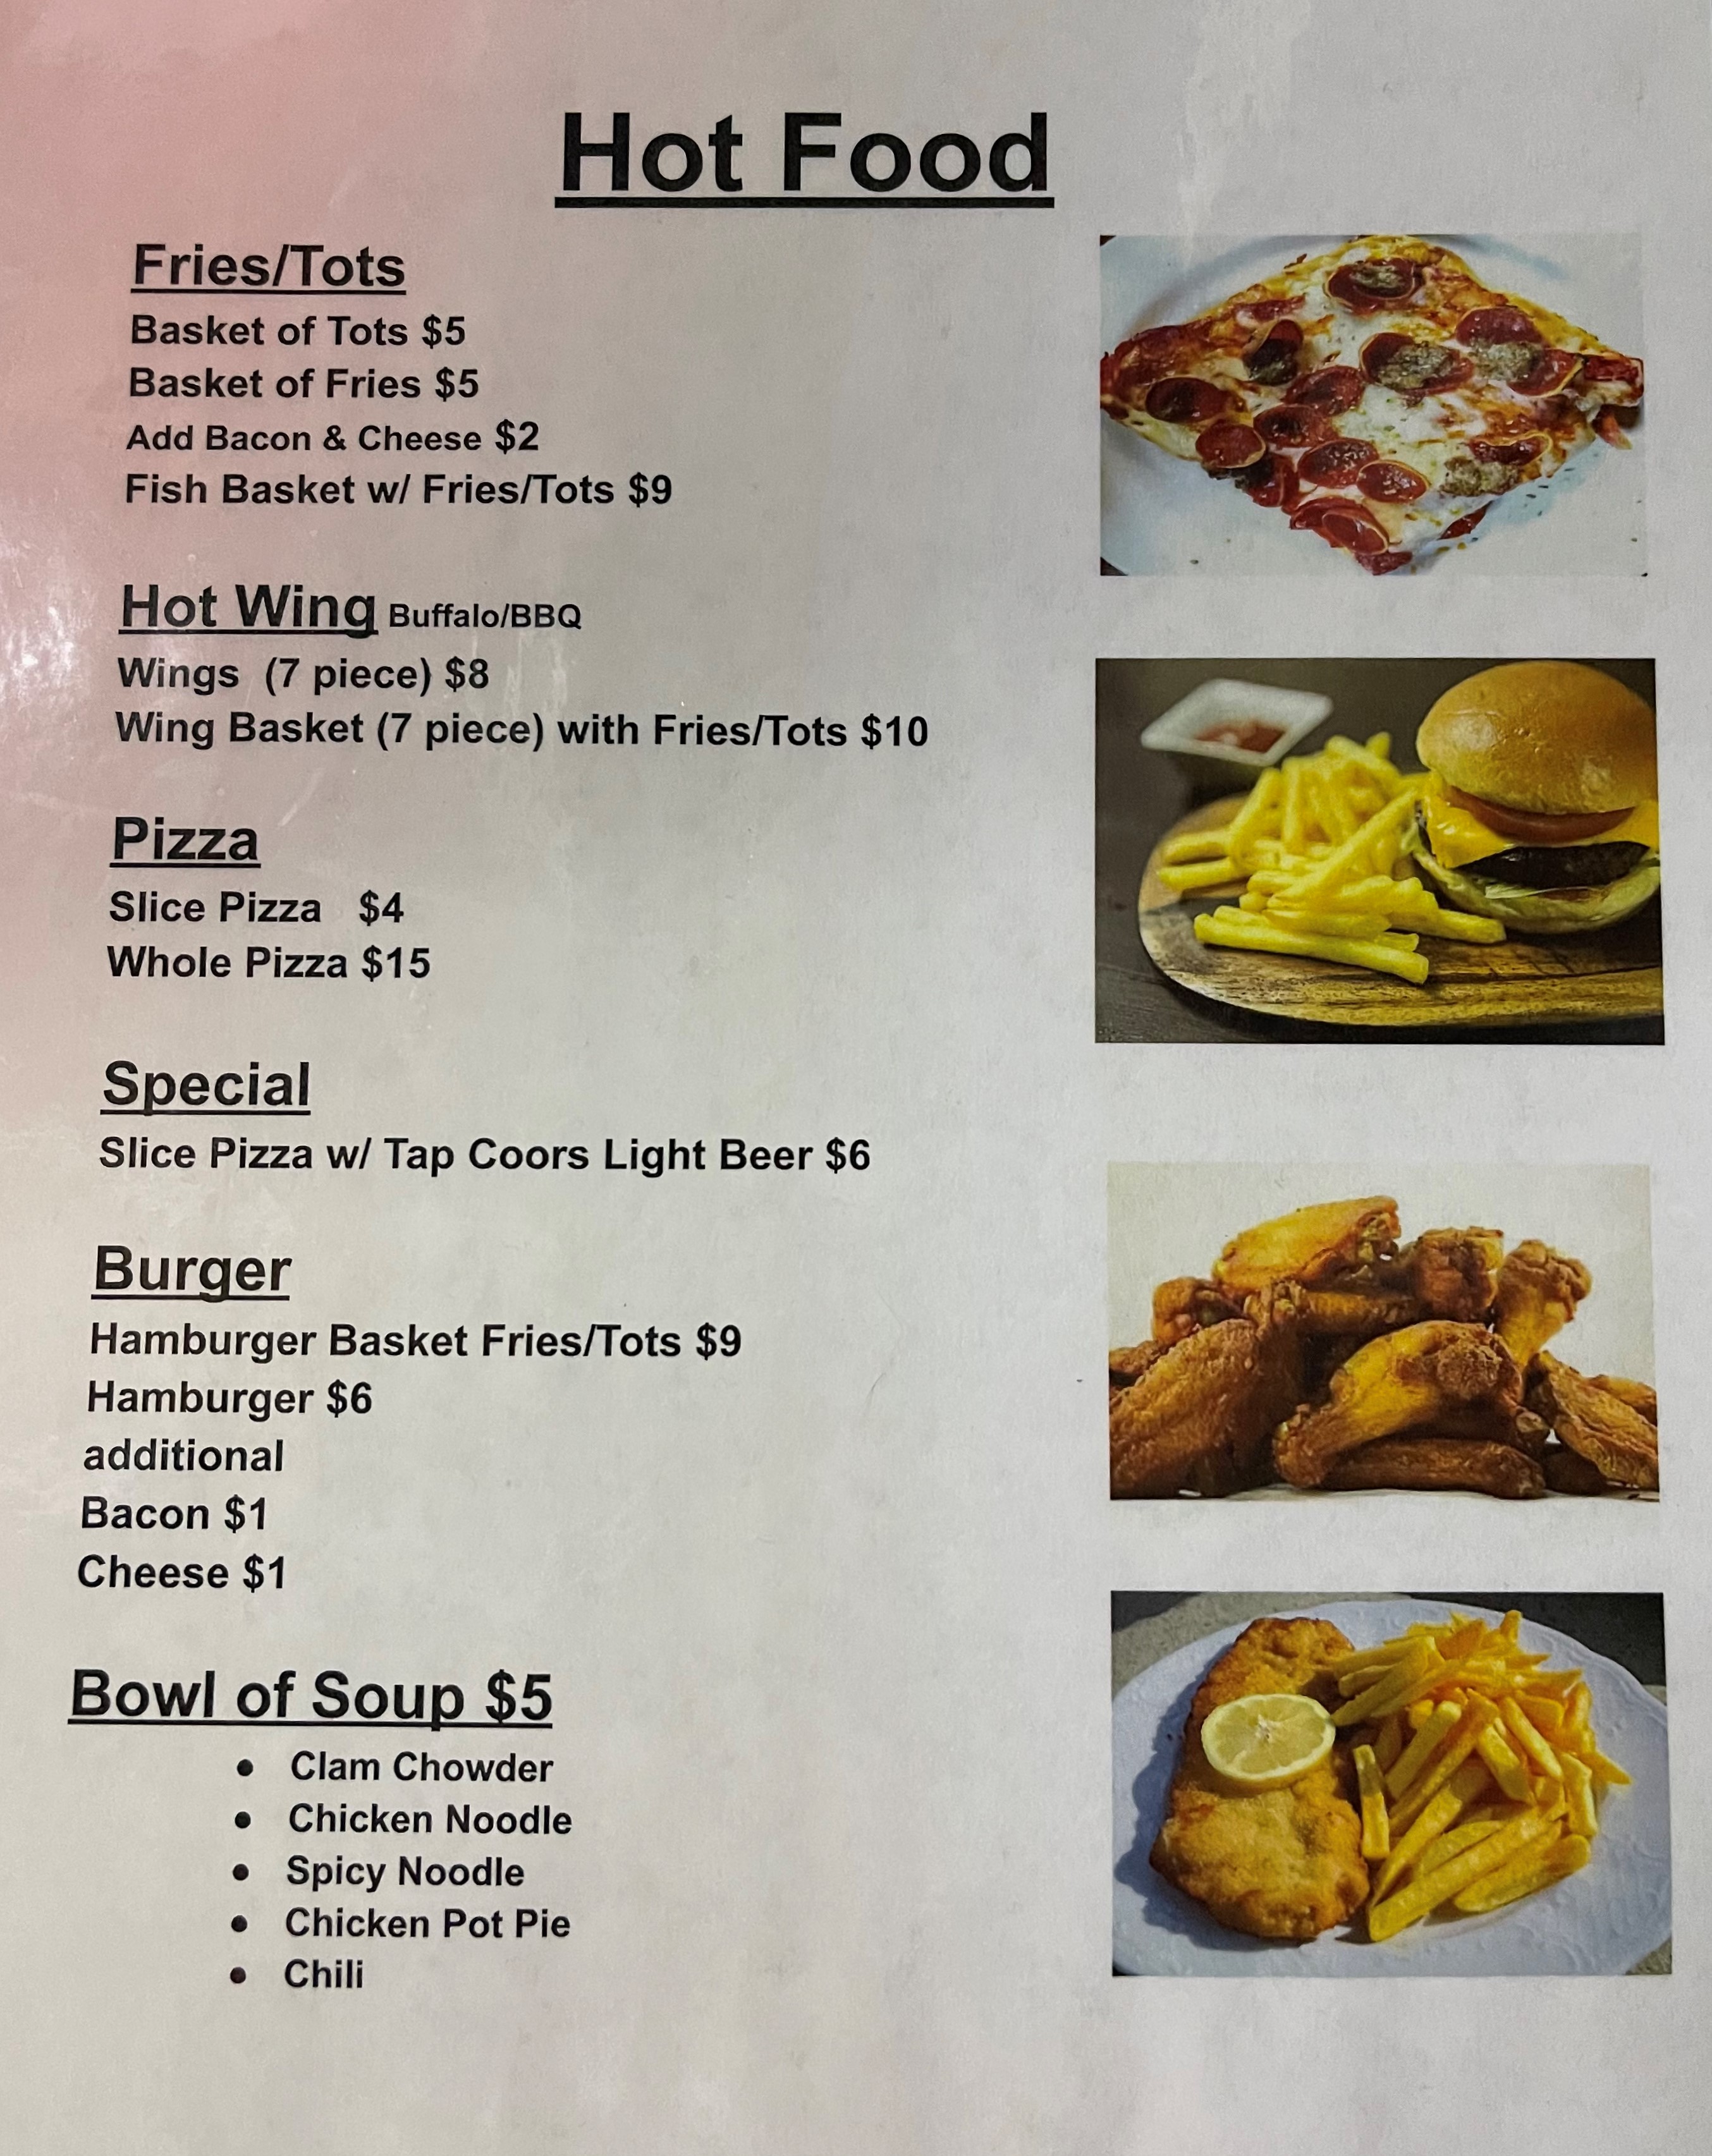 Hot Food
Fries/Tots
Basket of Tots $5
Basket of Fries $5
Add Bacon & Cheese $2
Fish Basket w/ Fries/Tots $9
Hot Wing Buffalo/BBQ
Wings (7 piece) $8
Wing Basket (7 piece) with Fries/Tots $10
Pizza
Slice Pizza $4
Whole Pizza $15
Special
Slice Pizza w/ Tap Coors Light Beer $6
Burger
Hamburger Basket Fries/Tots $9
Hamburger $6
additional
Bacon $1
Cheese $1
Bowl of Soup $5
• Clam Chowder
• Chicken Noodle
• Spicy Noodle
• Chicken Pot Pie
• Chili